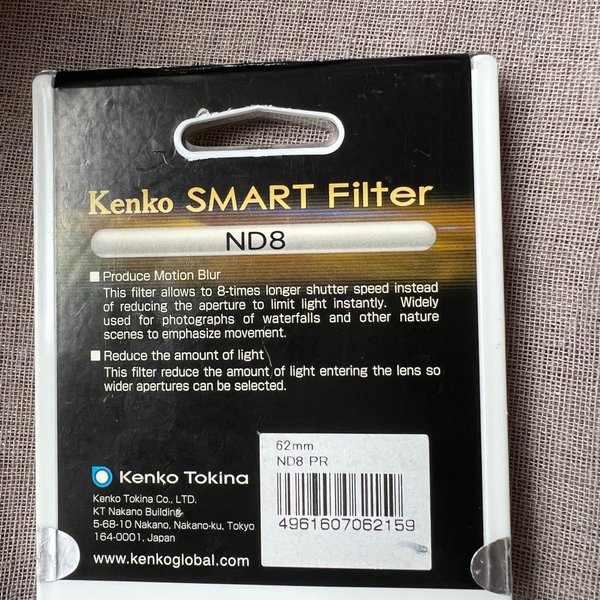 Kenko SMART Filter
ND8
Produce Motion Blur
This filter allows to 8-times longer shutter speed instead
of reducing the aperture to limit light instantly. Widely
used for photographs of waterfalls and other nature
scenes to emphasize movement.
Reduce the amount of light
This filter reduce the amount of light entering the lens so
wider apertures can be selected.
62mm
ND8 PR
4961607062159
Kenko Tokina
Kenko Tokina Co., LTD.
KT Nakano Building,
5-68-10 Nakano, Nakano-ku, Tokyo
164-0001, Japan
www.kenkoglobal.com